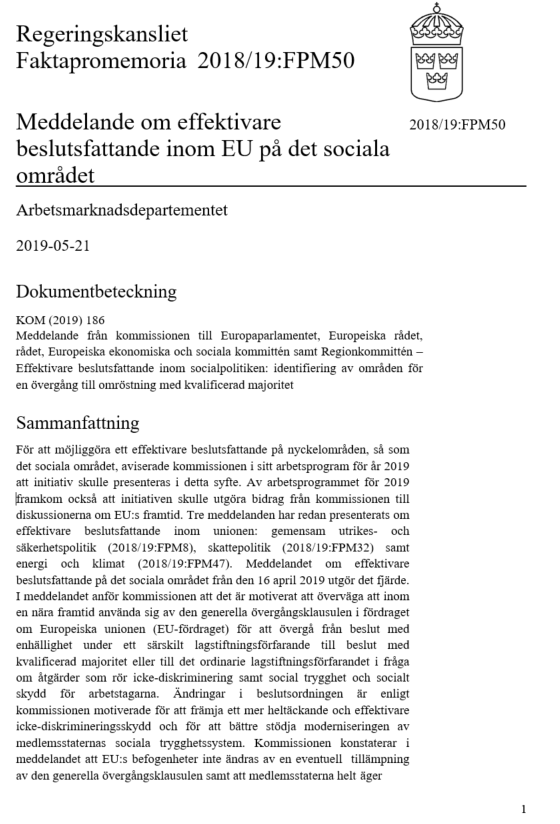 Regeringskansliet
Faktapromemoria 2018/19:FPM50
Meddelande om effektivare
beslutsfattande inom EU på det sociala
området
2018/19:FPM50
Arbetsmarknadsdepartementet
2019-05-21
Dokumentbeteckning
KOM (2019) 186
Meddelande från kommissionen till Europaparlamentet, Europeiska rådet,
rådet, Europeiska ekonomiska och sociala kommittén samt Regionkommittén –
Effektivare beslutsfattande inom socialpolitiken: identifiering av områden för
en övergång till omröstning med kvalificerad majoritet
Sammanfattning
För att möjliggöra ett effektivare beslutsfattande på nyckelområden, så som
det sociala området, aviserade kommissionen i sitt arbetsprogram för år 2019
att initiativ skulle presenteras i detta syfte. Av arbetsprogrammet för 2019
framkom också att initiativen skulle utgöra bidrag från kommissionen till
diskussionerna om EU:s framtid. Tre meddelanden har redan presenterats om
effektivare beslutsfattande inom unionen: gemensam utrikes- och
säkerhetspolitik (2018/19:FPM8), skattepolitik (2018/19:FPM32) samt
energi och klimat (2018/19:FPM47). Meddelandet om effektivare
beslutsfattande på det sociala området från den 16 april 2019 utgör det fjärde.
I meddelandet anför kommissionen att det är motiverat att överväga att inom
en nära framtid använda sig av den generella övergångsklausulen i fördraget
om Europeiska unionen (EU-fördraget) för att övergå från beslut med
enhällighet under ett särskilt lagstiftningsförfarande till beslut med
kvalificerad majoritet eller till det ordinarie lagstiftningsförfarandet i fråga
om åtgärder som rör icke-diskriminering samt social trygghet och socialt
skydd för arbetstagarna. Ändringar i beslutsordningen är enligt
kommissionen motiverade för att främja ett mer heltäckande och effektivare
icke-diskrimineringsskydd och för att bättre stödja moderniseringen av
medlemsstaternas sociala trygghetssystem. Kommissionen konstaterar i
meddelandet att EU:s befogenheter inte ändras av en eventuell tillämpning
av den generella övergångsklausulen samt att medlemsstaterna helt äger
1